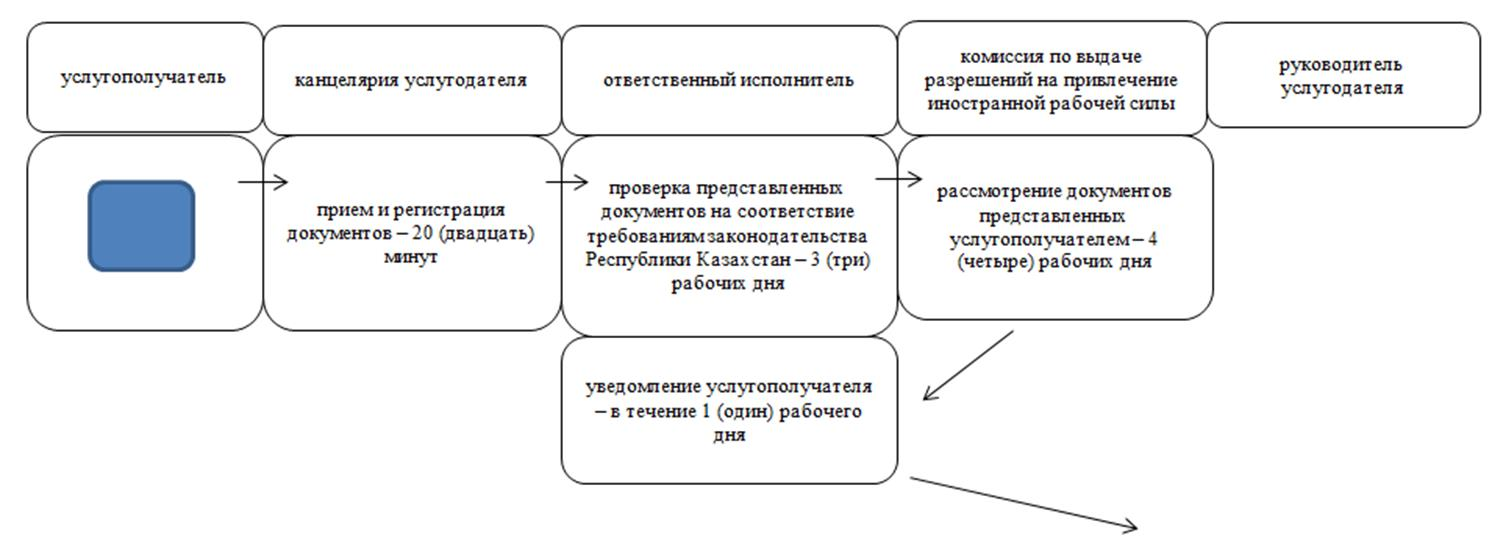 услугополучатель
канцелярия услугодателя
ответственный исполнитель
комиссия по выдаче
разрешений на привлечение
иностранной рабочей силы
руководитель
услугодателя
прием и регистрация
документов – 20 (двадцать)
минут
проверка представленных
документов на соответствие
требованиям законодательства
Республики Казахстан – 3 (три)
рабочих дня
рассмотрение документов
представленных
услугополучателем – 4
(четыре) рабочих дня
уведомление услугополучателя
– в течение 1 (один) рабочего
дня